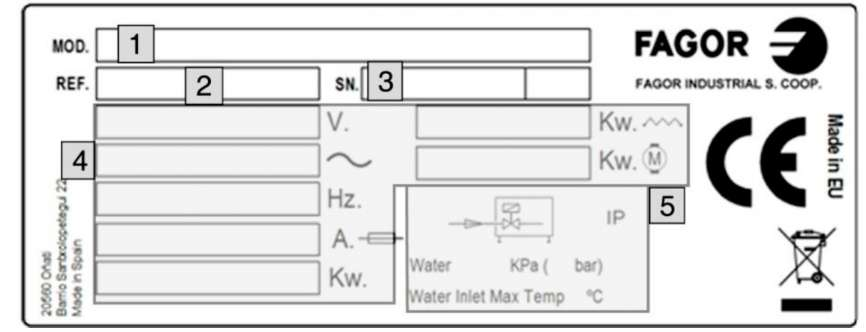 MOD. 1
FAGOR
REF. 2 SN. 3
FAGOR INDUSTRIAL S. COOP.
V. Kw.
4 Kw. M
Hz.
A.
Kw.
5
IP
Water KPa ( bar)
Water Inlet Max Temp ºC
CE
Made in EU
20560 Oñati
Barrio Santxolopetegui 22
Made in Spain